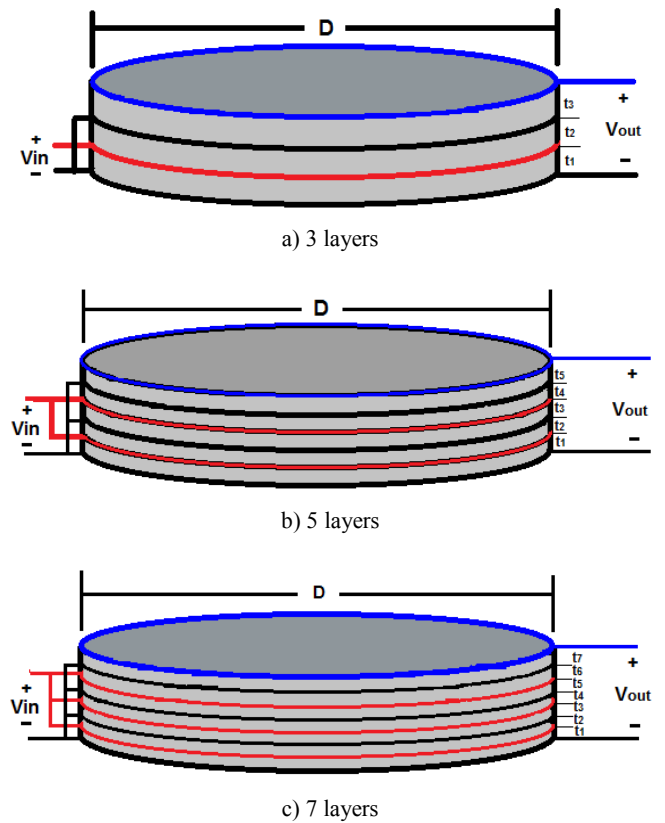 D
t3
+
t2
+
Vin
Vout
t1
−
−
a) 3 layers
D
t5
+
t4
+
t3
Vin
Vout
t2
−
−
t1
b) 5 layers
D
t7
+
t6
+
t5
Vin
t4
Vout
t3
−
t2
−
t1
c) 7 layers